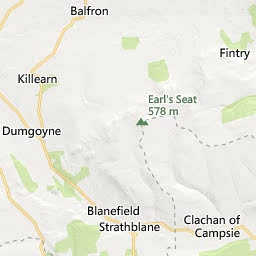 Balfron
Fintry
Killearn
Earl's Seat
578 m
Dumgoyne
Blanefield
Strathblane
Clachan of
Campsie